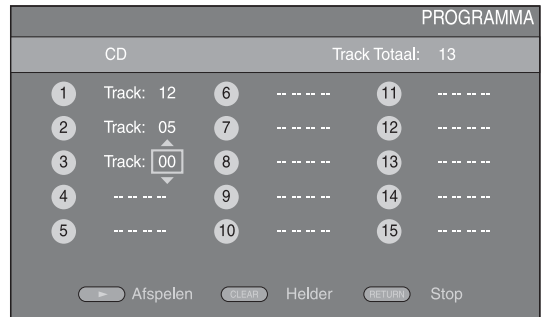 PROGRAMMA
CD Track Totaal: 13
1 Track: 12 6 -- -- -- -- 11 -- -- -- --
2 Track: 05 7 -- -- -- -- 12 -- -- -- --
3 Track: 00 8 -- -- -- -- 13 -- -- -- --
4 -- -- -- -- 9 -- -- -- -- 14 -- -- -- --
5 -- -- -- -- 10 -- -- -- -- 15 -- -- -- --
Afspelen CLEAR Helder RETURN Stop